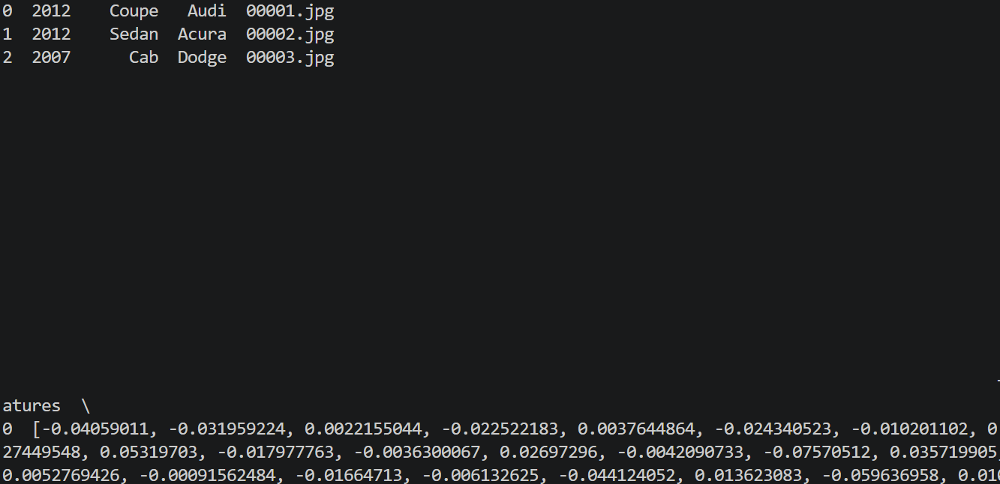 0  2012    Coupe   Audi  00001.jpg
1  2012    Sedan  Acura  00002.jpg
2  2007      Cab  Dodge  00003.jpg
atures  \
0  [-0.04059011, -0.031959224, 0.0022155044, -0.022522183, 0.0037644864, -0.024340523, -0.010201102, 0
27449548, 0.05319703, -0.017977763, -0.0036300067, 0.02697296, -0.0042090733, -0.07570512, 0.035719905,
0.0052769426, -0.00091562484, -0.01664713, -0.006132625, -0.044124052, 0.013623083, -0.059636958,